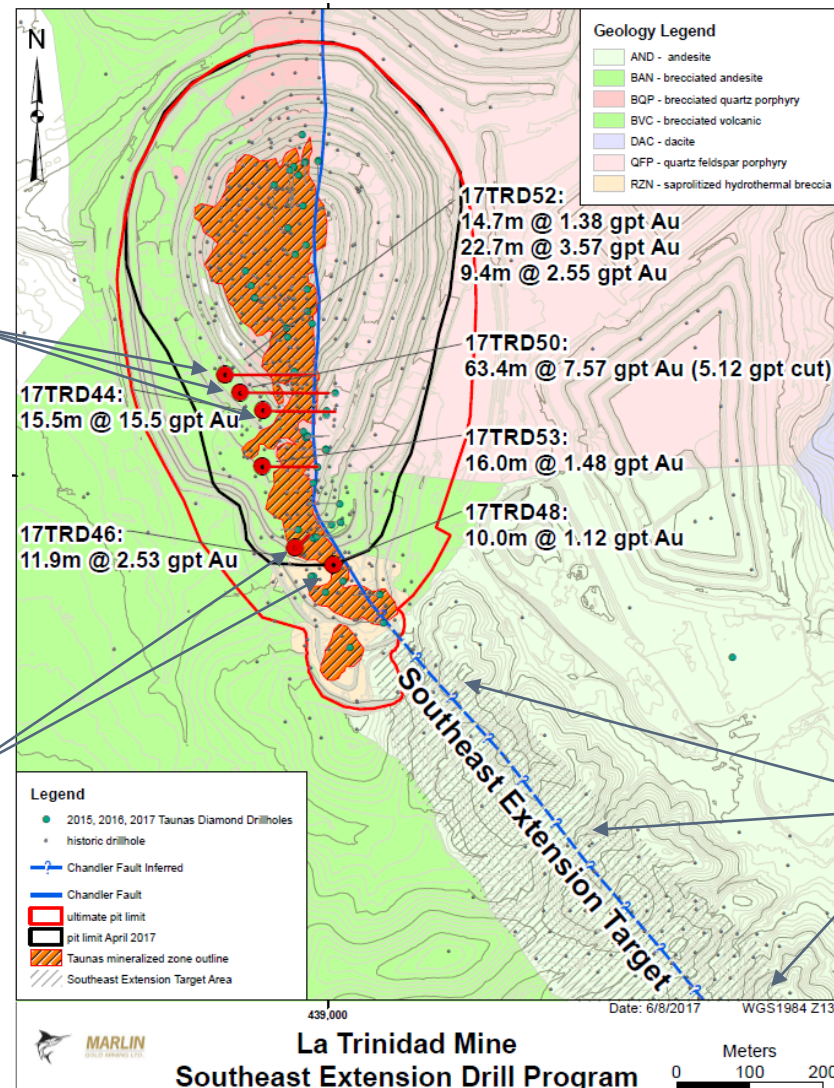 N
Geology Legend
AND - andesite
BAN - brecciated andesite
BQP - brecciated quartz porphyry
BVC - brecciated volcanic
DAC - dacite
QFP - quartz feldspar porphyry
RZN - saprolitized hydrothermal breccia
17TRD52:
14.7m @ 1.38 gpt Au
22.7m @ 3.57 gpt Au
9.4m @ 2.55 gpt Au
17TRD50:
63.4m @ 7.57 gpt Au (5.12 gpt cut)
17TRD44:
15.5m @ 15.5 gpt Au
17TRD53:
16.0m @ 1.48 gpt Au
17TRD48:
10.0m @ 1.12 gpt Au
17TRD46:
11.9m @ 2.53 gpt Au
Southeast Extension Target
Legend
2015, 2016, 2017 Taunas Diamond Drillholes
historic drillhole
? Chandler Fault Inferred
Chandler Fault
ultimate pit limit
pit limit April 2017
Taunas mineralized zone outline
Southeast Extension Target Area
439,000
Date: 6/8/2017 WGS1984 Z13
MARLIN
GOLD MINING LTD.
La Trinidad Mine
Southeast Extension Drill Program
Meters
0 100 200